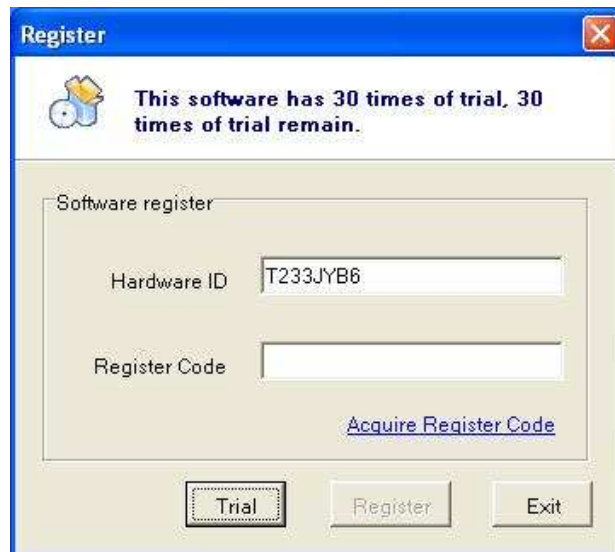 Register
This software has 30 times of trial, 30
times of trial remain.
Software register
Hardware ID
T233JYB6
Register Code
Acquire Register Code
Trial
Register
Exit